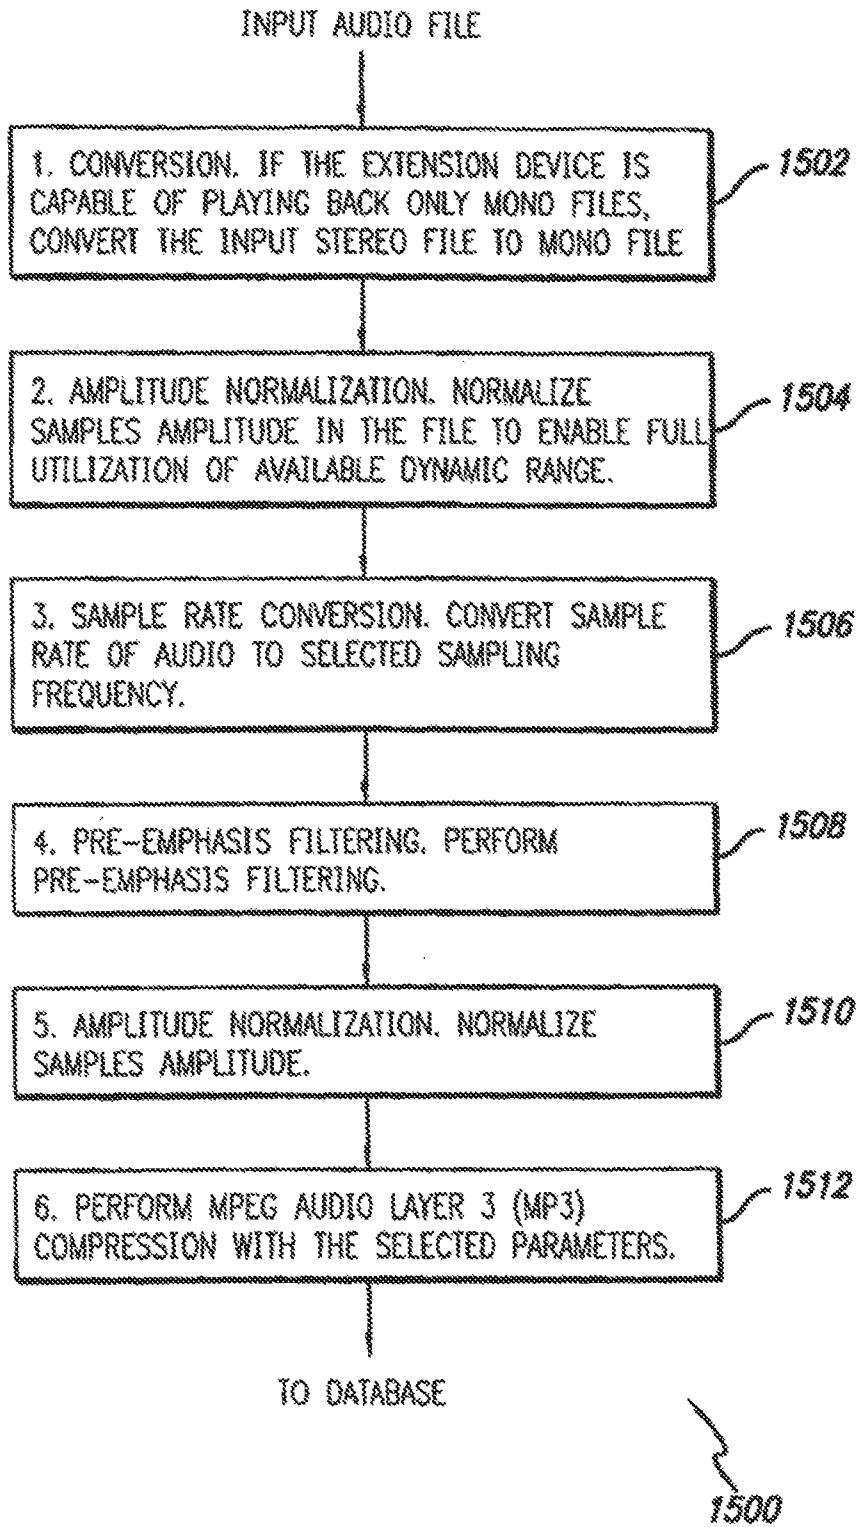 INPUT AUDIO FILE
1. CONVERSION. IF THE EXTENSION DEVICE IS
CAPABLE OF PLAYING BACK ONLY MONO FILES,
CONVERT THE INPUT STEREO FILE TO MONO FILE
1502
2. AMPLITUDE NORMALIZATION. NORMALIZE
SAMPLES AMPLITUDE IN THE FILE TO ENABLE FULL
UTILIZATION OF AVAILABLE DYNAMIC RANGE.
1504
3. SAMPLE RATE CONVERSION. CONVERT SAMPLE
RATE OF AUDIO TO SELECTED SAMPLING
FREQUENCY.
1506
4. PRE-EMPHASIS FILTERING. PERFORM
PRE-EMPHASIS FILTERING.
1508
5. AMPLITUDE NORMALIZATION. NORMALIZE
SAMPLES AMPLITUDE.
1510
6. PERFORM MPEG AUDIO LAYER 3 (MP3)
COMPRESSION WITH THE SELECTED PARAMETERS.
1512
TO DATABASE
1500